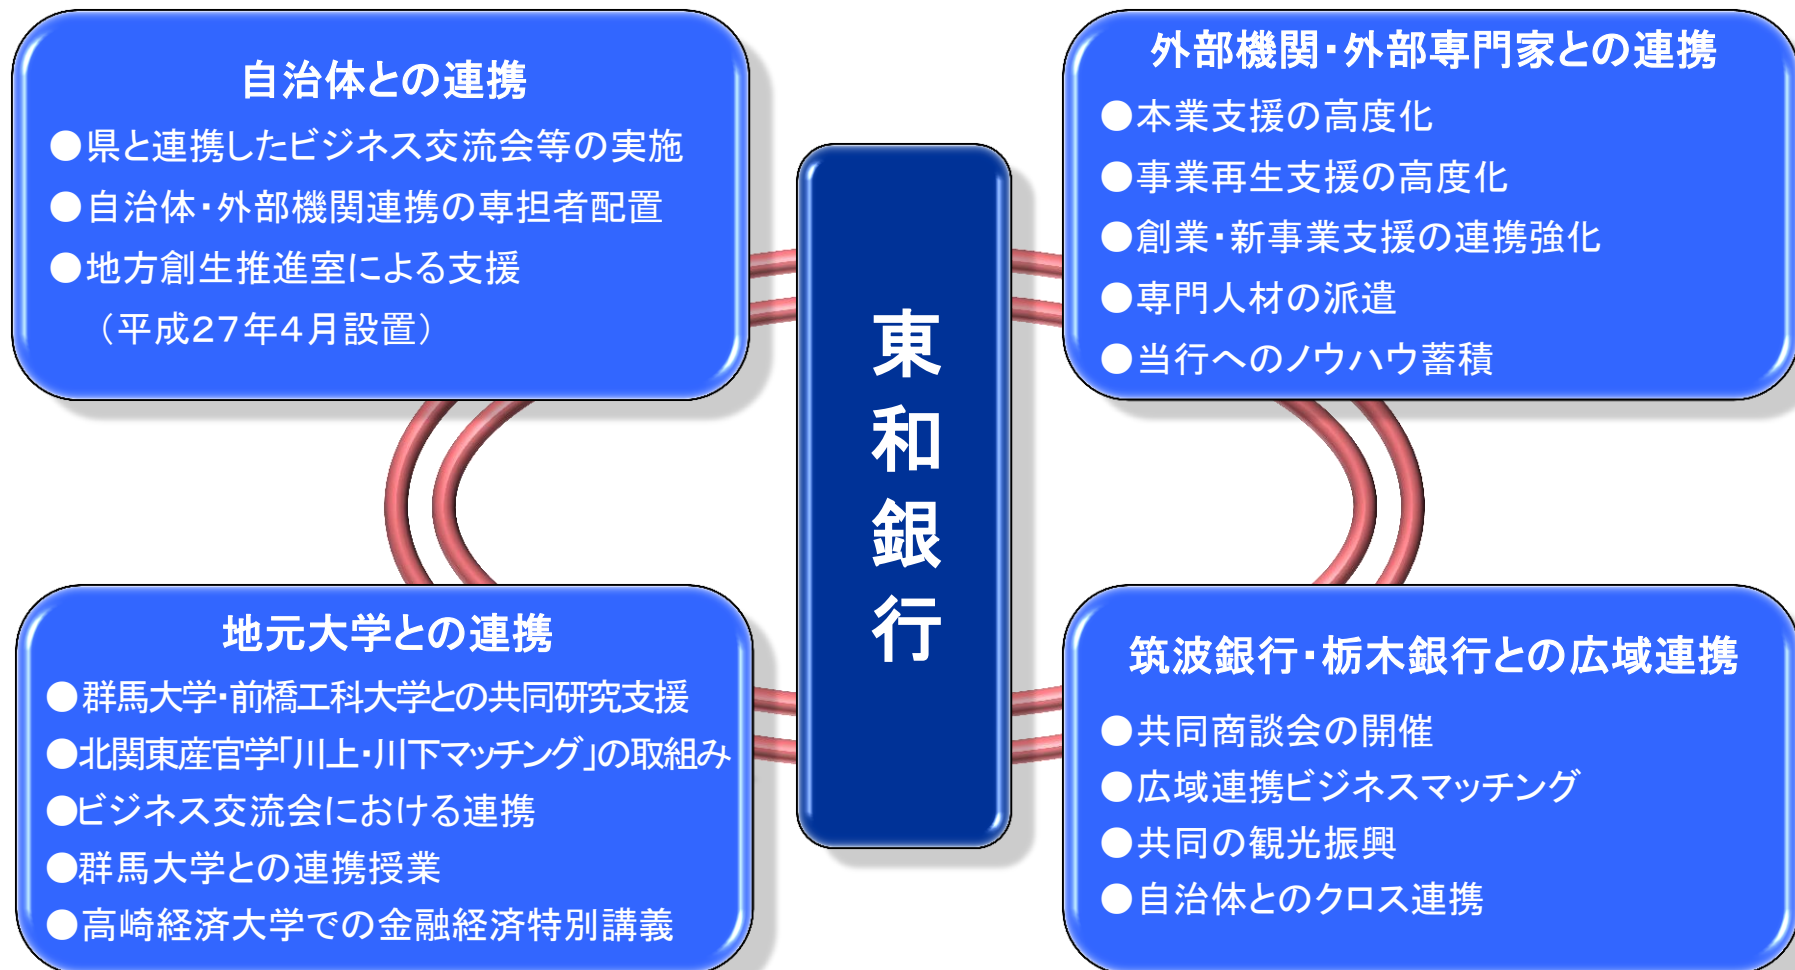 自治体との連携
●県と連携したビジネス交流会等の実施
●自治体・外部機関連携の専担者配置
●地方創生推進室による支援
（平成27年4月設置）
外部機関・外部専門家との連携
●本業支援の高度化
●事業再生支援の高度化
●創業・新事業支援の連携強化
●専門人材の派遣
●当行へのノウハウ蓄積
東和銀行
地元大学との連携
●群馬大学・前橋工科大学との共同研究支援
●北関東産官学「川上・川下マッチング」の取組み
●ビジネス交流会における連携
●群馬大学との連携授業
●高崎経済大学での金融経済特別講義
筑波銀行・栃木銀行との広域連携
●共同商談会の開催
●広域連携ビジネスマッチング
●共同の観光振興
●自治体とのクロス連携